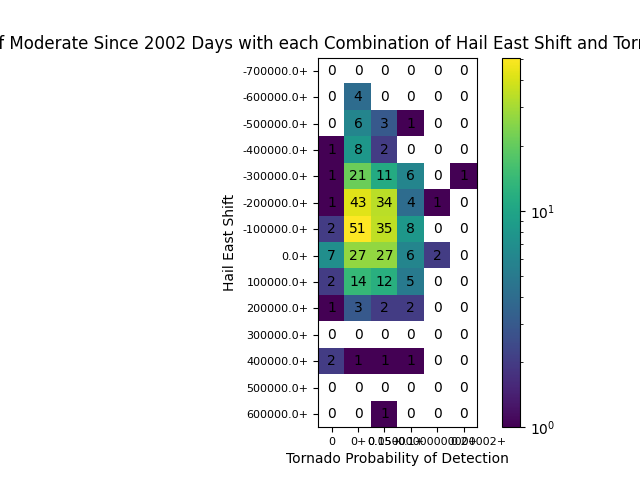 f Moderate Since 2002 Days with each Combination of Hail East Shift and Torn
-700000.0+ 0 0 0 0 0 0
-600000.0+ 0 4 0 0 0 0
-500000.0+ 0 6 3 1 0 0
-400000.0+ 1 8 2 0 0 0
-300000.0+ 1 21 11 6 0 1
-200000.0+ 1 43 34 4 1 0
-100000.0+ 2 51 35 8 0 0
0.0+ 7 27 27 6 2 0
100000.0+ 2 14 12 5 0 0
200000.0+ 1 3 2 2 0 0
300000.0+ 0 0 0 0 0 0
400000.0+ 2 1 1 1 0 0
500000.0+ 0 0 0 0 0 0
600000.0+ 0 0 1 0 0 0
0 0+
Tornado Probability of Detection
Hail East Shift
10¹
10⁰